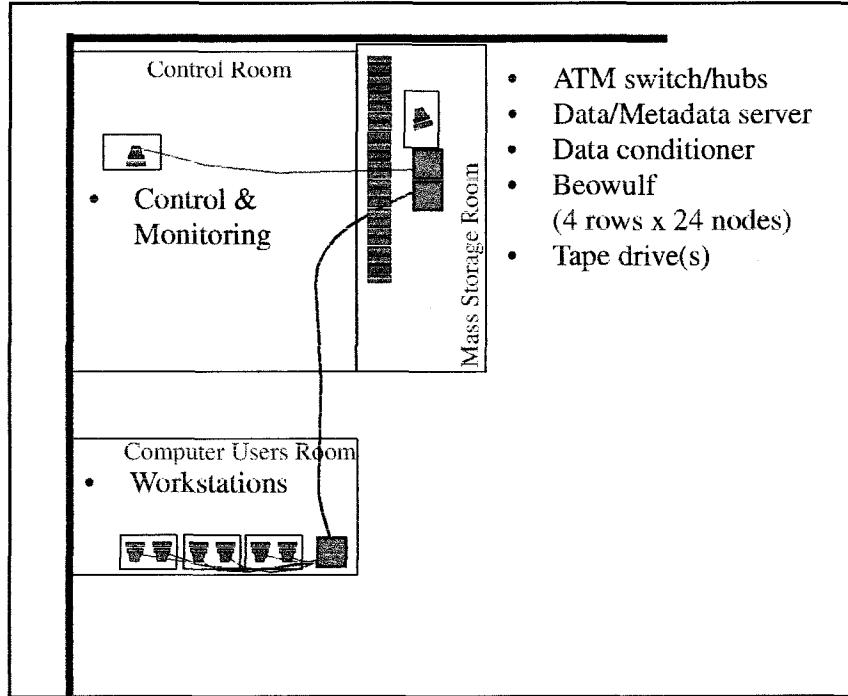 Control Room
• Control &
Monitoring
Mass Storage Room
• ATM switch/hubs
• Data/Metadata server
• Data conditioner
• Beowulf
(4 rows x 24 nodes)
• Tape drive(s)
Computer Users Room
• Workstations